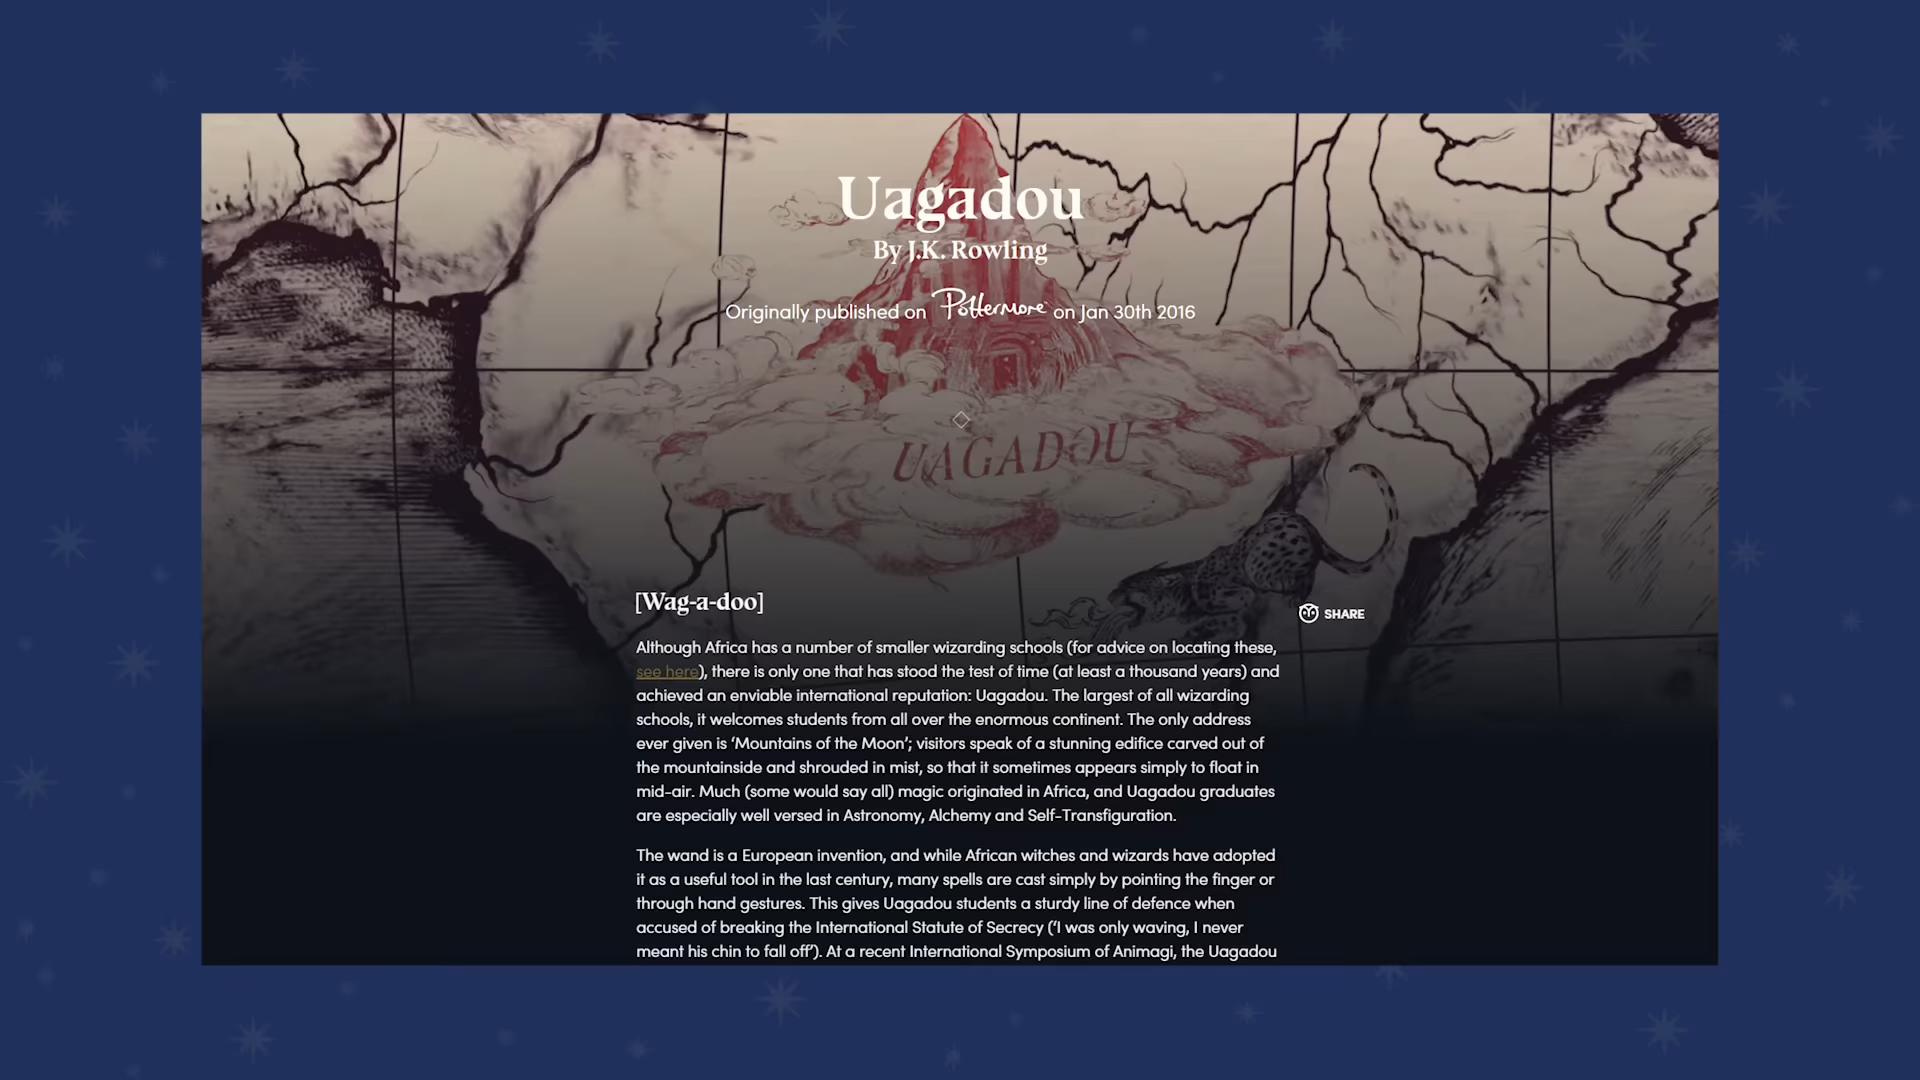 Uagadou
By J.K. Rowling
Originally published on Pottermore on Jan 30th 2016
UAGADOU
[Wag-a-doo]
SHARE
Although Africa has a number of smaller wizarding schools (for advice on locating these,
see here), there is only one that has stood the test of time (at least a thousand years) and
achieved an enviable international reputation: Uagadou. The largest of all wizarding
schools, it welcomes students from all over the enormous continent. The only address
ever given is ‘Mountains of the Moon’; visitors speak of a stunning edifice carved out of
the mountainside and shrouded in mist, so that it sometimes appears simply to float in
mid-air. Much (some would say all) magic originated in Africa, and Uagadou graduates
are especially well versed in Astronomy, Alchemy and Self-Transfiguration.
The wand is a European invention, and while African witches and wizards have adopted
it as a useful tool in the last century, many spells are cast simply by pointing the finger or
through hand gestures. This gives Uagadou students a sturdy line of defence when
accused of breaking the International Statute of Secrecy (‘I was only waving, I never
meant his chin to fall off’). At a recent International Symposium of Animagi, the Uagadou